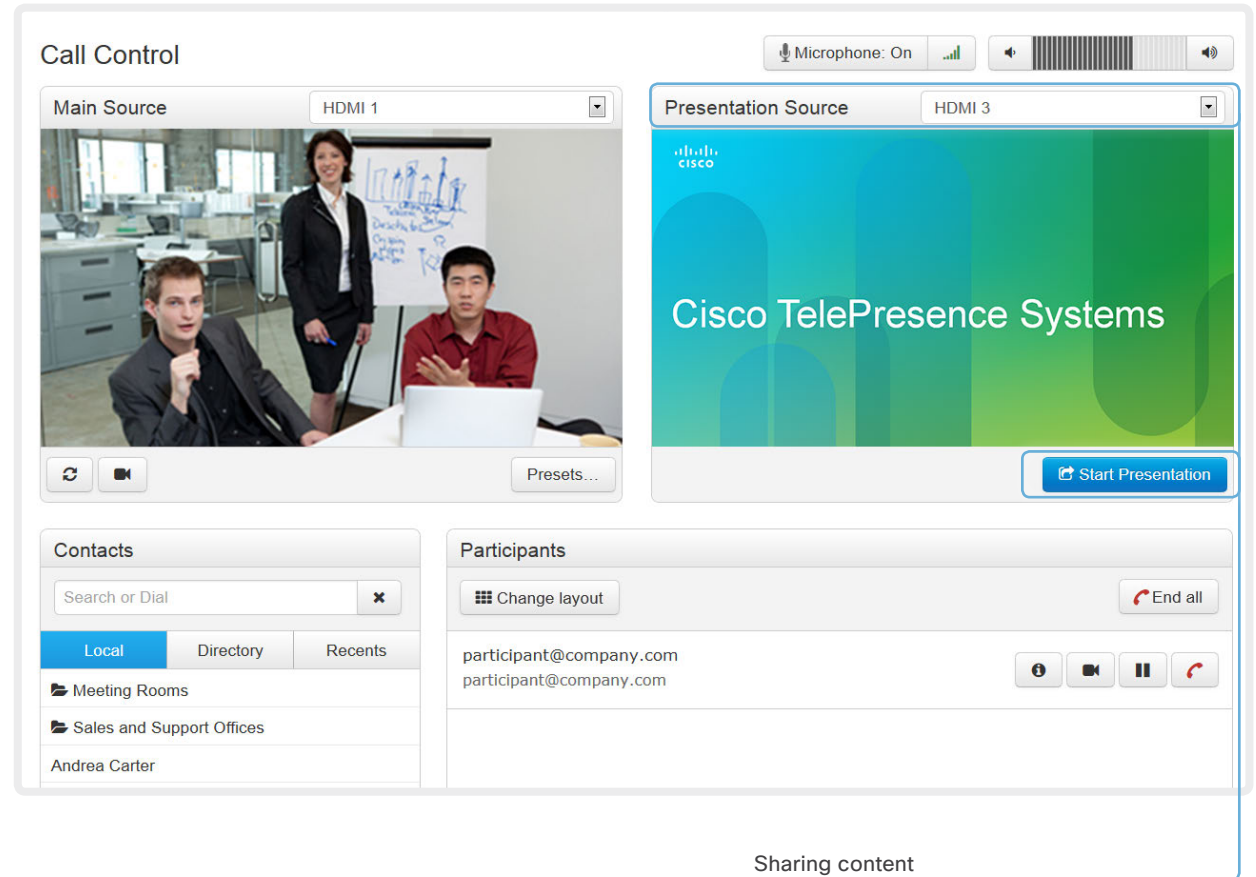 Call Control
Microphone: On
Main Source
HDMI 1
Presentation Source
HDMI 3
CISCO
Cisco TelePresence Systems
Presets...
Start Presentation
Contacts
Search or Dial
Local
Directory
Recents
Meeting Rooms
Sales and Support Offices
Andrea Carter
Participants
Change layout
End all
participant@company.com
participant@company.com
Sharing content